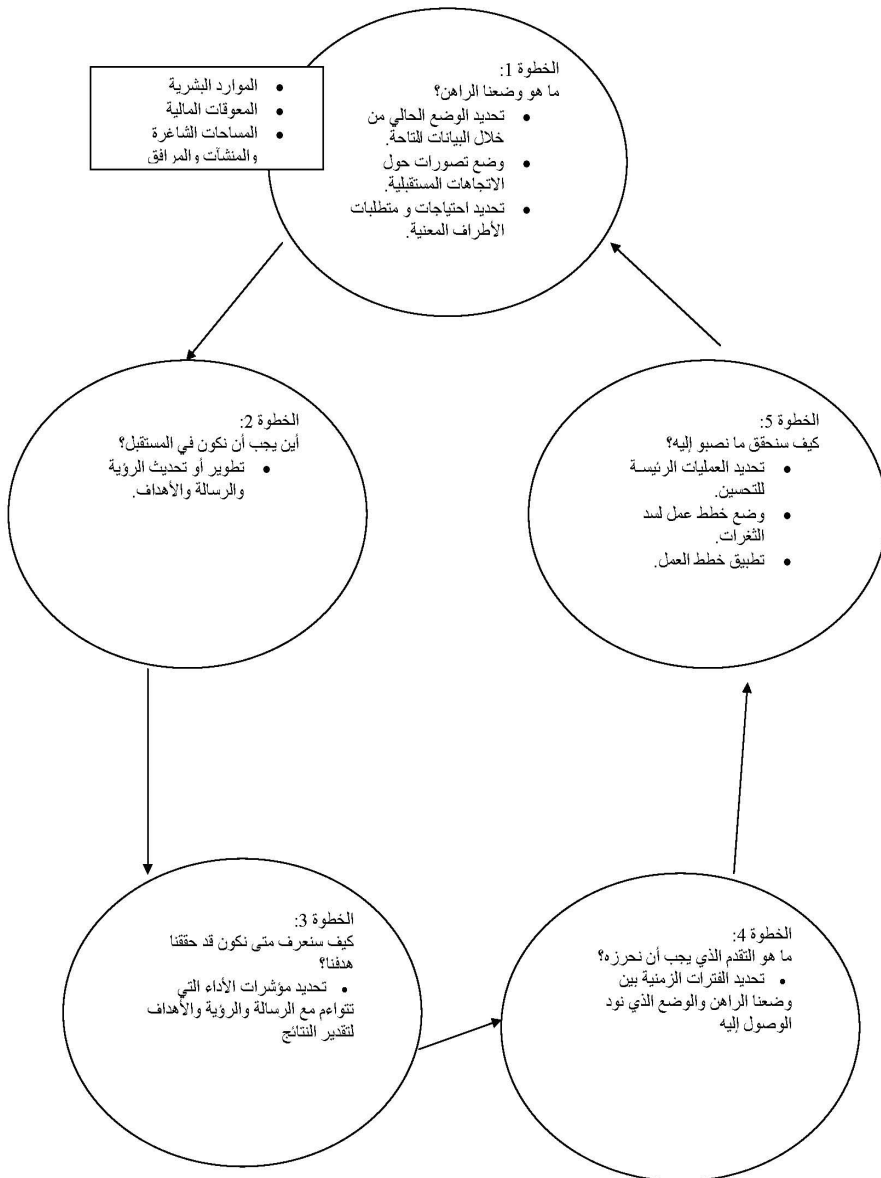 الخطوة 1:
ما هو وضعنا الراهن؟
• تحديد الوضع الحالي من
خلال البيانات التاحة.
• وضع تصورات حول
الاتجاهات المستقبلية.
• تحديد احتياجات و متطلبات
الأطراف المعنية.
• الموارد البشرية
• المعوقات المالية
• المساحات الشاغرة
والمنشآت والمرافق
الخطوة 2:
أين يجب أن نكون في المستقبل؟
• تطوير أو تحديث الرؤية
والرسالة والأهداف.
الخطوة 3:
كيف سنعرف متى نكون قد حققنا
هدفنا؟
• تحديد مؤشرات الأداء التي
تتواءم مع الرسالة والرؤية والأهداف
لتقدير النتائج
الخطوة 4:
ما هو التقدم الذي يجب أن نحرزه؟
• تحديد الفترات الزمنية بين
وضعنا الراهن والوضع الذي نود
الوصول إليه
الخطوة 5:
كيف سنحقق ما نصبو إليه؟
• تحديد العمليات الرئيسة
للتحسين.
• وضع خطط عمل لسد
الثغرات.
• تطبيق خطط العمل.